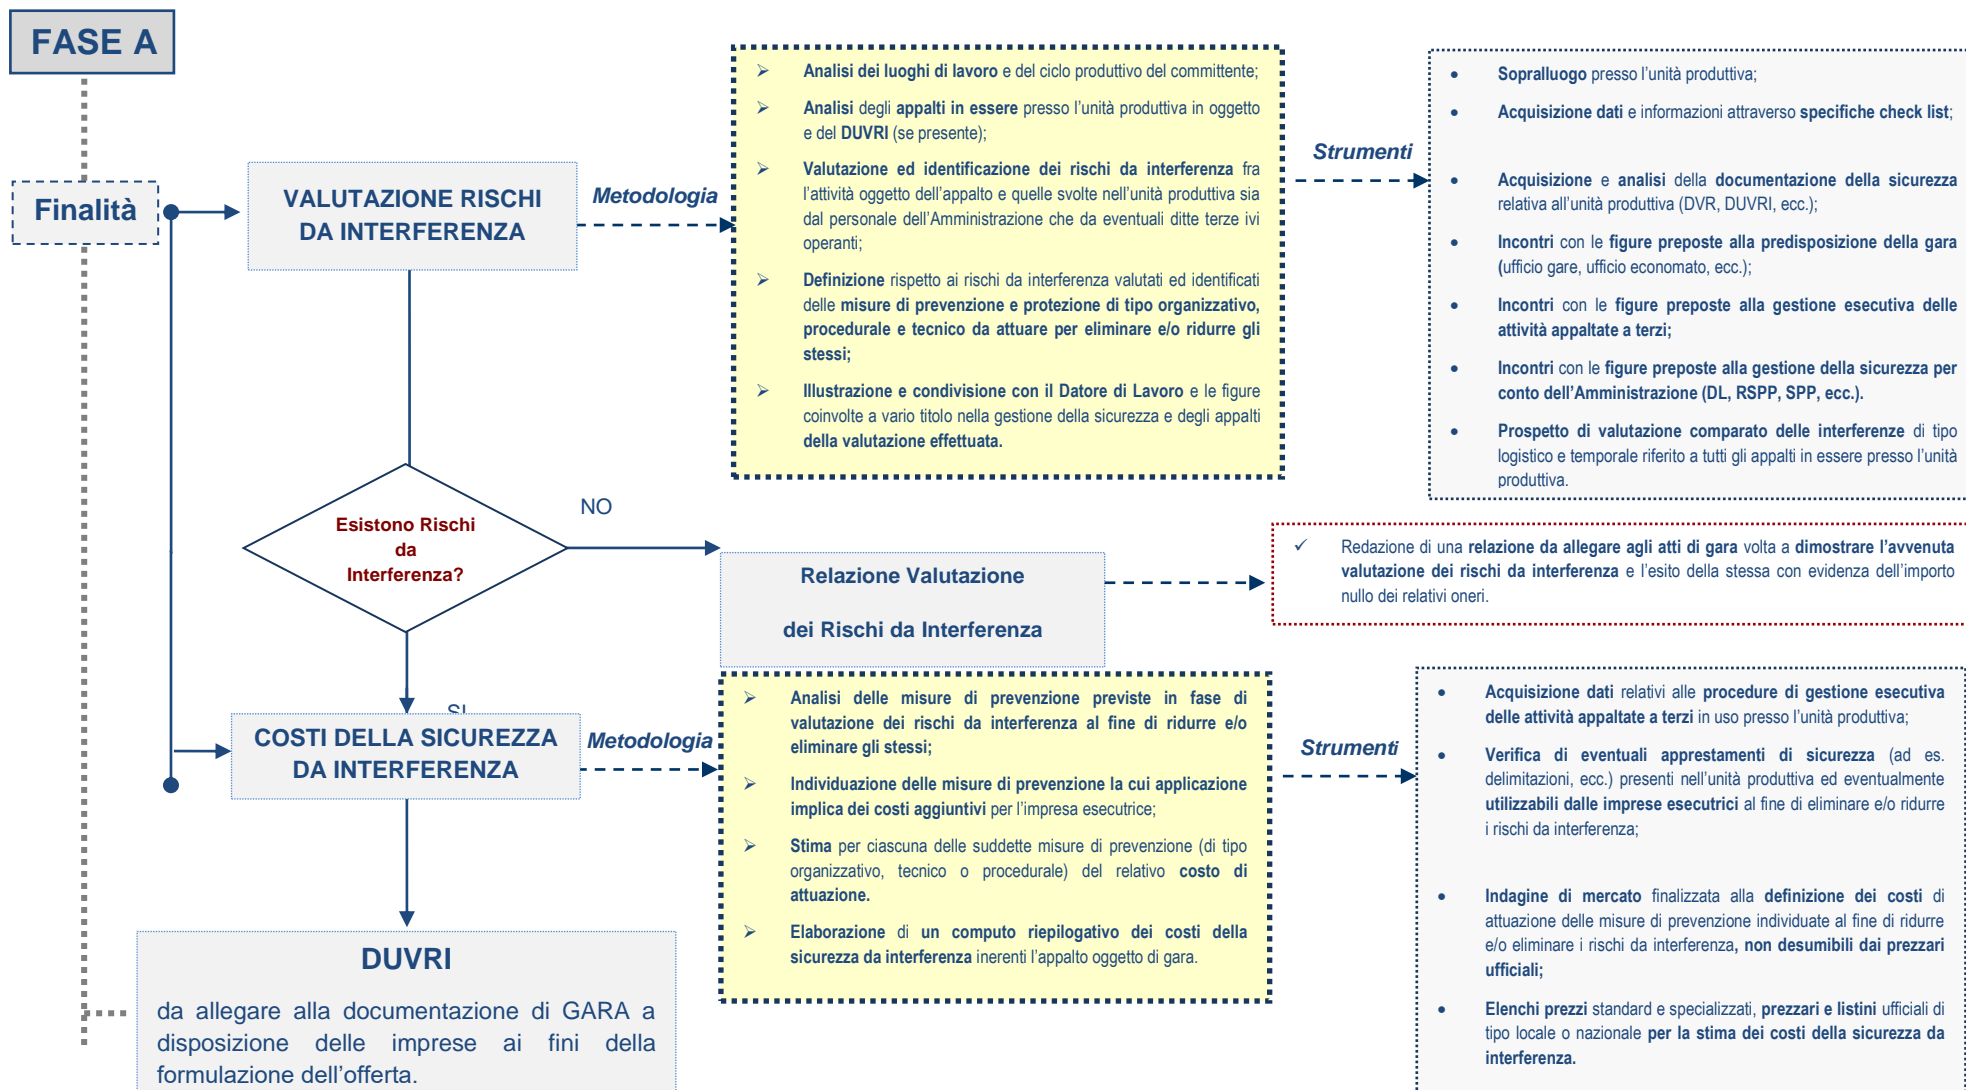 FASE A
Finalità
VALUTAZIONE RISCHI
DA INTERFERENZA
Metodologia
➢ Analisi dei luoghi di lavoro e del ciclo produttivo del committente;
➢ Analisi degli appalti in essere presso l'unità produttiva in oggetto
e del DUVRI (se presente);
➢ Valutazione ed identificazione dei rischi da interferenza fra
l'attività oggetto dell'appalto e quelle svolte nell'unità produttiva sia
dal personale dell'Amministrazione che da eventuali ditte terze ivi
operanti;
➢ Definizione rispetto ai rischi da interferenza valutati ed identificati
delle misure di prevenzione e protezione di tipo organizzativo,
procedurale e tecnico da attuare per eliminare e/o ridurre gli
stessi;
➢ Illustrazione e condivisione con il Datore di Lavoro e le figure
coinvolte a vario titolo nella gestione della sicurezza e degli appalti
della valutazione effettuata.
Strumenti
• Sopralluogo presso l'unità produttiva;
• Acquisizione dati e informazioni attraverso specifiche check list;
• Acquisizione e analisi della documentazione della sicurezza
relativa all'unità produttiva (DVR, DUVRI, ecc.);
• Incontri con le figure preposte alla predisposizione della gara
(ufficio gare, ufficio economato, ecc.);
• Incontri con le figure preposte alla gestione esecutiva delle
attività appaltate a terzi;
• Incontri con le figure preposte alla gestione della sicurezza per
conto dell'Amministrazione (DL, RSPP, SPP, ecc.).
• Prospetto di valutazione comparato delle interferenze di tipo
logistico e temporale riferito a tutti gli appalti in essere presso l'unità
produttiva.
Esistono Rischi
da
Interferenza?
NO
Relazione Valutazione
dei Rischi da Interferenza
✓ Redazione di una relazione da allegare agli atti di gara volta a dimostrare l'avvenuta
valutazione dei rischi da interferenza e l'esito della stessa con evidenza dell'importo
nullo dei relativi oneri.
SI
COSTI DELLA SICUREZZA
DA INTERFERENZA
Metodologia
➢ Analisi delle misure di prevenzione previste in fase di
valutazione dei rischi da interferenza al fine di ridurre e/o
eliminare gli stessi;
➢ Individuazione delle misure di prevenzione la cui applicazione
implica dei costi aggiuntivi per l'impresa esecutrice;
➢ Stima per ciascuna delle suddette misure di prevenzione (di tipo
organizzativo, tecnico o procedurale) del relativo costo di
attuazione.
➢ Elaborazione di un computo riepilogativo dei costi della
sicurezza da interferenza inerenti l'appalto oggetto di gara.
Strumenti
• Acquisizione dati relativi alle procedure di gestione esecutiva
delle attività appaltate a terzi in uso presso l'unità produttiva;
• Verifica di eventuali apprestamenti di sicurezza (ad es.
delimitazioni, ecc.) presenti nell'unità produttiva ed eventualmente
utilizzabili dalle imprese esecutrici al fine di eliminare e/o ridurre
i rischi da interferenza;
• Indagine di mercato finalizzata alla definizione dei costi di
attuazione delle misure di prevenzione individuate al fine di ridurre
e/o eliminare i rischi da interferenza, non desumibili dai prezzari
ufficiali;
• Elenchi prezzi standard e specializzati, prezzari e listini ufficiali di
tipo locale o nazionale per la stima dei costi della sicurezza da
interferenza.
DUVRI
da allegare alla documentazione di GARA a
disposizione delle imprese ai fini della
formulazione dell'offerta.